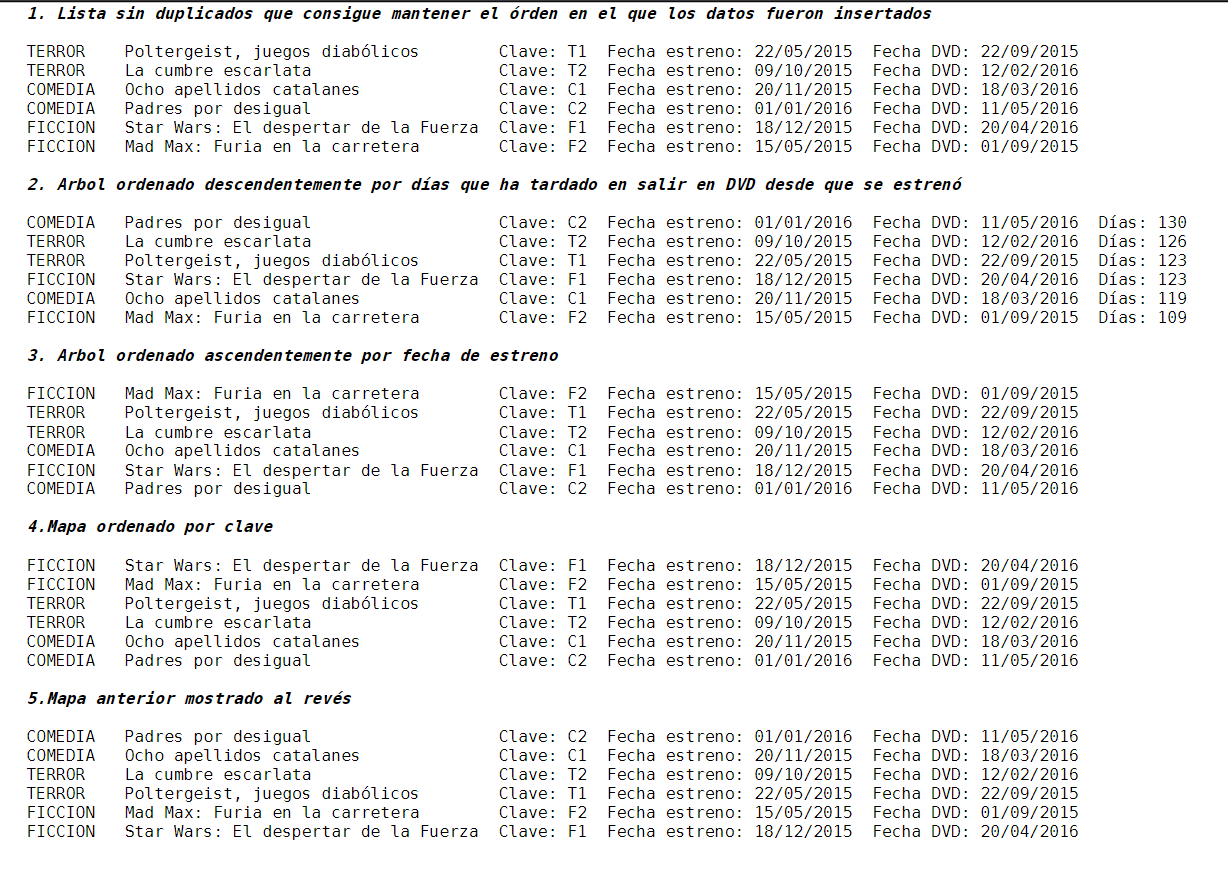 1. Lista sin duplicados que consigue mantener el órden en el que los datos fueron insertados
TERROR Poltergeist, juegos diabólicos Clave: T1 Fecha estreno: 22/05/2015 Fecha DVD: 22/09/2015
TERROR La cumbre escarlata Clave: T2 Fecha estreno: 09/10/2015 Fecha DVD: 12/02/2016
COMEDIA Ocho apellidos catalanes Clave: C1 Fecha estreno: 20/11/2015 Fecha DVD: 18/03/2016
COMEDIA Padres por desigual Clave: C2 Fecha estreno: 01/01/2016 Fecha DVD: 11/05/2016
FICCION Star Wars: El despertar de la Fuerza Clave: F1 Fecha estreno: 18/12/2015 Fecha DVD: 20/04/2016
FICCION Mad Max: Furia en la carretera Clave: F2 Fecha estreno: 15/05/2015 Fecha DVD: 01/09/2015
2. Arbol ordenado descendentemente por días que ha tardado en salir en DVD desde que se estrenó
COMEDIA Padres por desigual Clave: C2 Fecha estreno: 01/01/2016 Fecha DVD: 11/05/2016 Días: 130
TERROR La cumbre escarlata Clave: T2 Fecha estreno: 09/10/2015 Fecha DVD: 12/02/2016 Días: 126
TERROR Poltergeist, juegos diabólicos Clave: T1 Fecha estreno: 22/05/2015 Fecha DVD: 22/09/2015 Días: 123
FICCION Star Wars: El despertar de la Fuerza Clave: F1 Fecha estreno: 18/12/2015 Fecha DVD: 20/04/2016 Días: 123
COMEDIA Ocho apellidos catalanes Clave: C1 Fecha estreno: 20/11/2015 Fecha DVD: 18/03/2016 Días: 119
FICCION Mad Max: Furia en la carretera Clave: F2 Fecha estreno: 15/05/2015 Fecha DVD: 01/09/2015 Días: 109
3. Arbol ordenado ascendentemente por fecha de estreno
FICCION Mad Max: Furia en la carretera Clave: F2 Fecha estreno: 15/05/2015 Fecha DVD: 01/09/2015
TERROR Poltergeist, juegos diabólicos Clave: T1 Fecha estreno: 22/05/2015 Fecha DVD: 22/09/2015
TERROR La cumbre escarlata Clave: T2 Fecha estreno: 09/10/2015 Fecha DVD: 12/02/2016
COMEDIA Ocho apellidos catalanes Clave: C1 Fecha estreno: 20/11/2015 Fecha DVD: 18/03/2016
FICCION Star Wars: El despertar de la Fuerza Clave: F1 Fecha estreno: 18/12/2015 Fecha DVD: 20/04/2016
COMEDIA Padres por desigual Clave: C2 Fecha estreno: 01/01/2016 Fecha DVD: 11/05/2016
4.Mapa ordenado por clave
FICCION Star Wars: El despertar de la Fuerza Clave: F1 Fecha estreno: 18/12/2015 Fecha DVD: 20/04/2016
FICCION Mad Max: Furia en la carretera Clave: F2 Fecha estreno: 15/05/2015 Fecha DVD: 01/09/2015
TERROR Poltergeist, juegos diabólicos Clave: T1 Fecha estreno: 22/05/2015 Fecha DVD: 22/09/2015
TERROR La cumbre escarlata Clave: T2 Fecha estreno: 09/10/2015 Fecha DVD: 12/02/2016
COMEDIA Ocho apellidos catalanes Clave: C1 Fecha estreno: 20/11/2015 Fecha DVD: 18/03/2016
COMEDIA Padres por desigual Clave: C2 Fecha estreno: 01/01/2016 Fecha DVD: 11/05/2016
5.Mapa anterior mostrado al revés
COMEDIA Padres por desigual Clave: C2 Fecha estreno: 01/01/2016 Fecha DVD: 11/05/2016
COMEDIA Ocho apellidos catalanes Clave: C1 Fecha estreno: 20/11/2015 Fecha DVD: 18/03/2016
TERROR La cumbre escarlata Clave: T2 Fecha estreno: 09/10/2015 Fecha DVD: 12/02/2016
TERROR Poltergeist, juegos diabólicos Clave: T1 Fecha estreno: 22/05/2015 Fecha DVD: 22/09/2015
FICCION Mad Max: Furia en la carretera Clave: F2 Fecha estreno: 15/05/2015 Fecha DVD: 01/09/2015
FICCION Star Wars: El despertar de la Fuerza Clave: F1 Fecha estreno: 18/12/2015 Fecha DVD: 20/04/2016